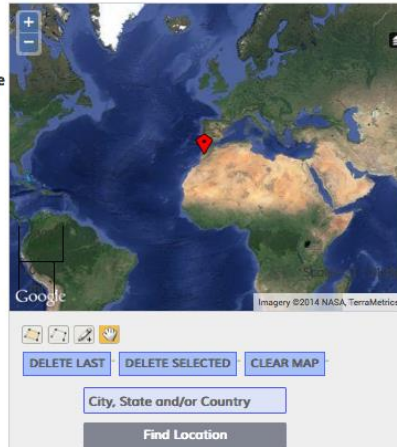 +
−
e
Google
Imagery ©2014 NASA, TerraMetrics
DELETE LAST DELETE SELECTED CLEAR MAP
City, State and/or Country
Find Location